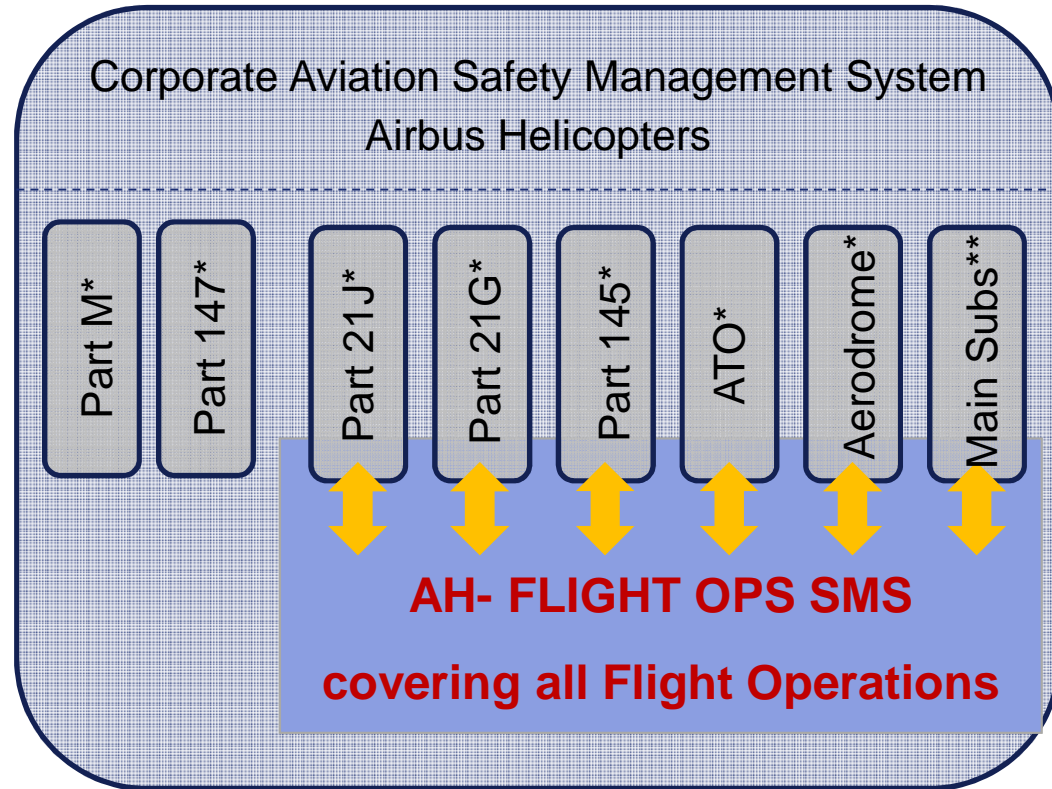 Corporate Aviation Safety Management System
Airbus Helicopters
Part M*
Part 147*
Part 21J*
Part 21G*
Part 145*
ATO*
Aerodrome*
Main Subs**
AH- FLIGHT OPS SMS
covering all Flight Operations